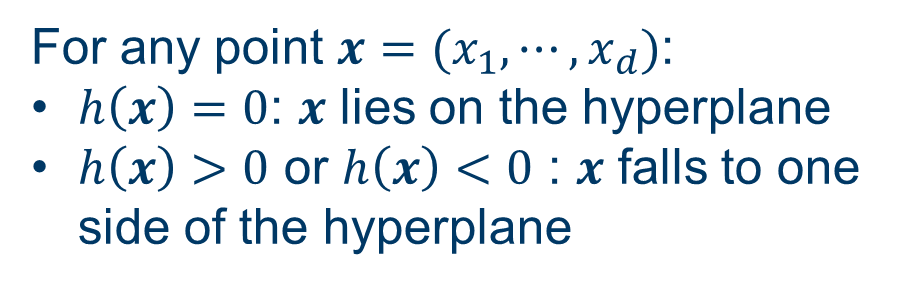 For any point 𝒙 = (𝑥₁, ⋯ , 𝑥_𝑑):
• ℎ(𝒙) = 0: 𝒙 lies on the hyperplane
• ℎ(𝒙) > 0 or ℎ(𝒙) < 0 : 𝒙 falls to one
side of the hyperplane